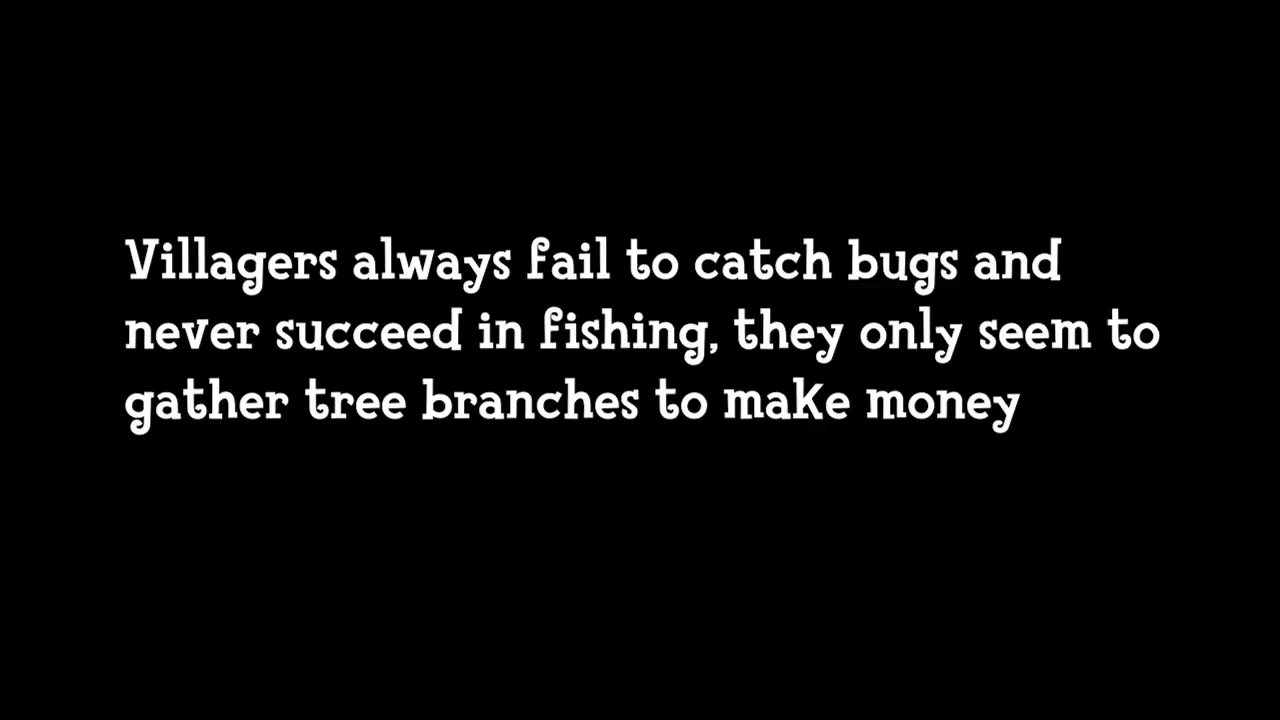 Villagers always fail to catch bugs and
never succeed in fishing, they only seem to
gather tree branches to make money